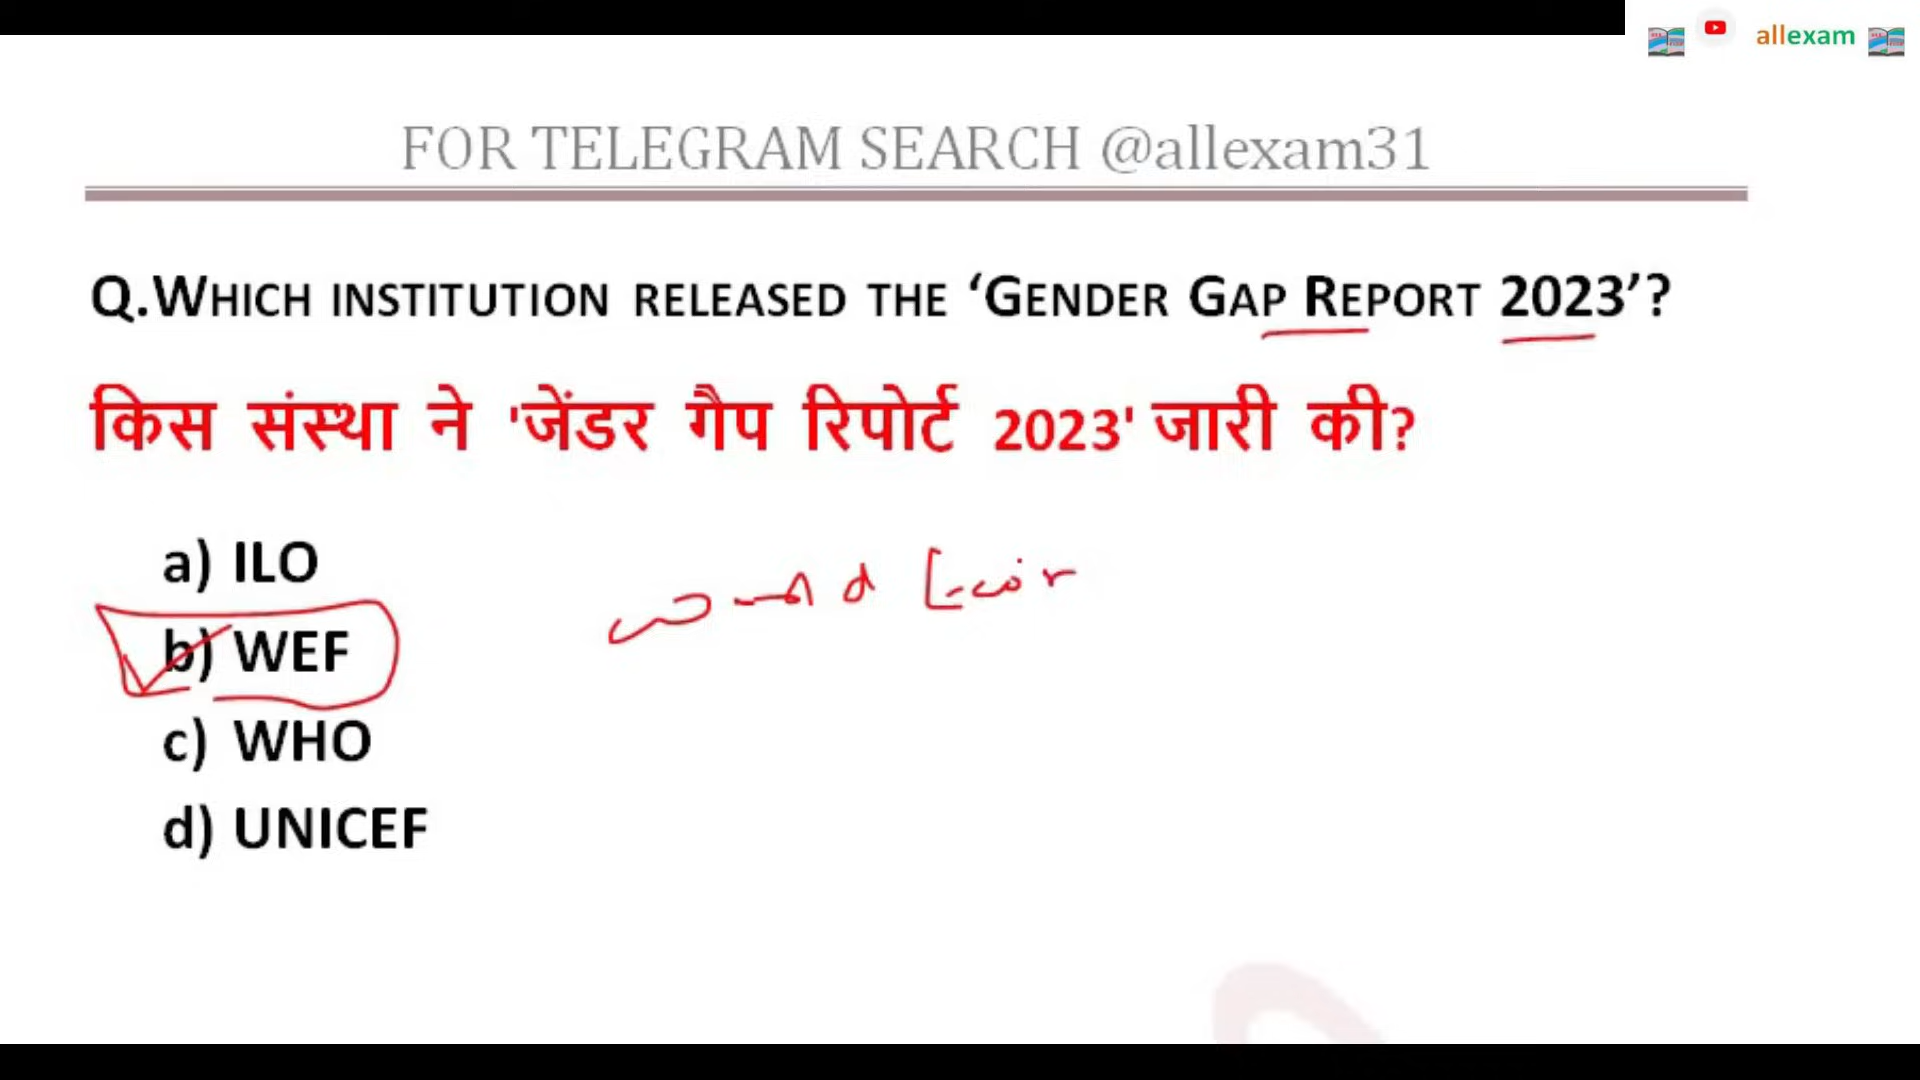 allexam
FOR TELEGRAM SEARCH @allexam31
Q.WHICH INSTITUTION RELEASED THE ‘GENDER GAP REPORT 2023’?
किस संस्था ने 'जेंडर गैप रिपोर्ट 2023' जारी की?
a) ILO
b) WEF
c) WHO
d) UNICEF